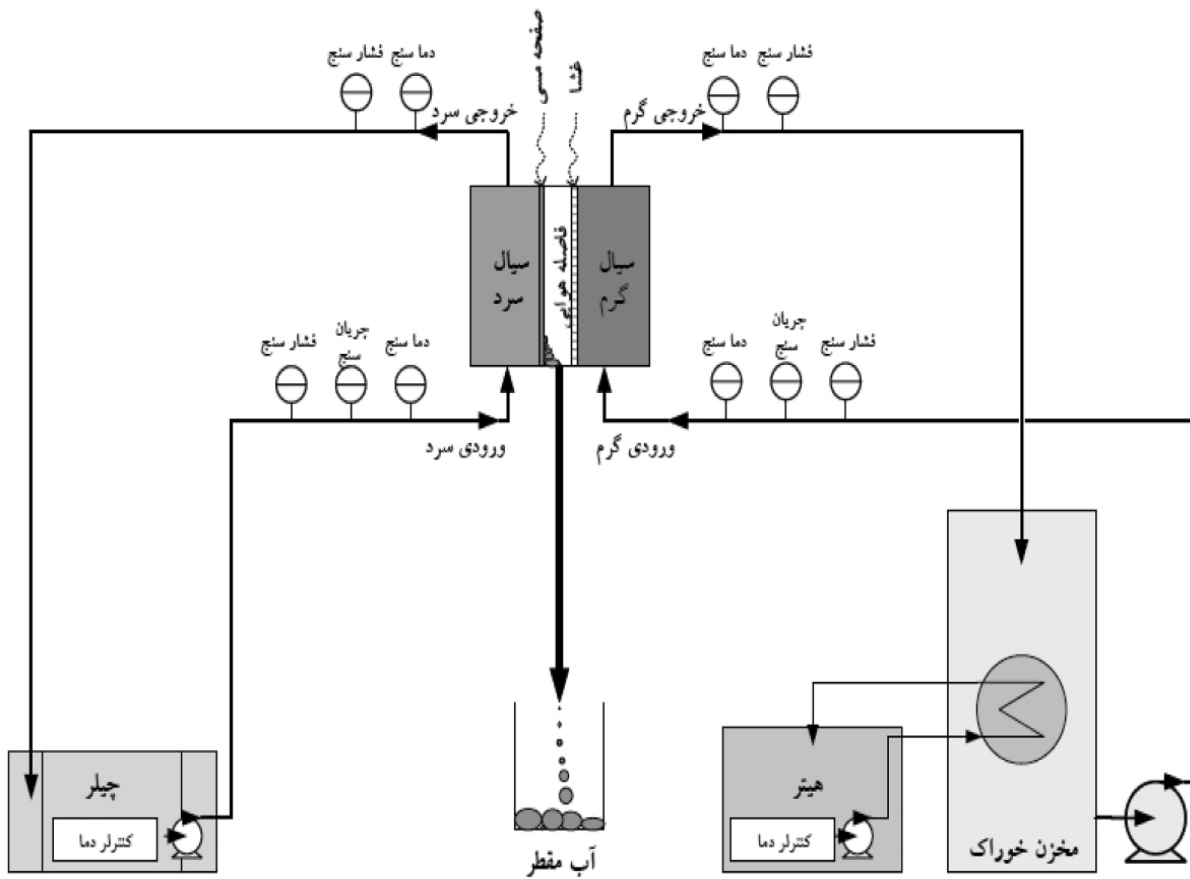 صفحه مسی
غشا
فشار سنج
دما سنج
دما سنج
فشار سنج
خروجی سرد
خروجی گرم
سیال
سرد
فاصله هوایی
سیال
گرم
فشار سنج
جریان
سنج
دما سنج
دما سنج
جریان
سنج
فشار سنج
ورودی سرد
ورودی گرم
چیلر
کنترلر دما
آب مقطر
هیتر
کنترلر دما
مخزن خوراک